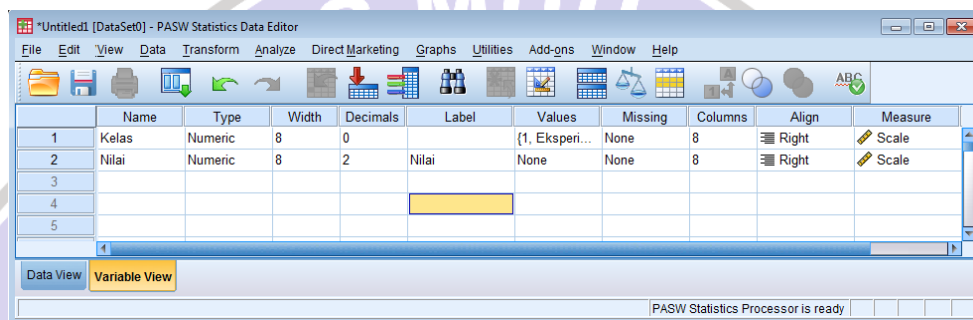 *Untitled1 [DataSet0] - PASW Statistics Data Editor
File Edit View Data Transform Analyze Direct Marketing Graphs Utilities Add-ons Window Help
Name Type Width Decimals Label Values Missing Columns Align Measure
1 Kelas Numeric 8 0 {1, Eksperi... None 8 Right Scale
2 Nilai Numeric 8 2 Nilai None None 8 Right Scale
3
4
5
Data View Variable View
PASW Statistics Processor is ready